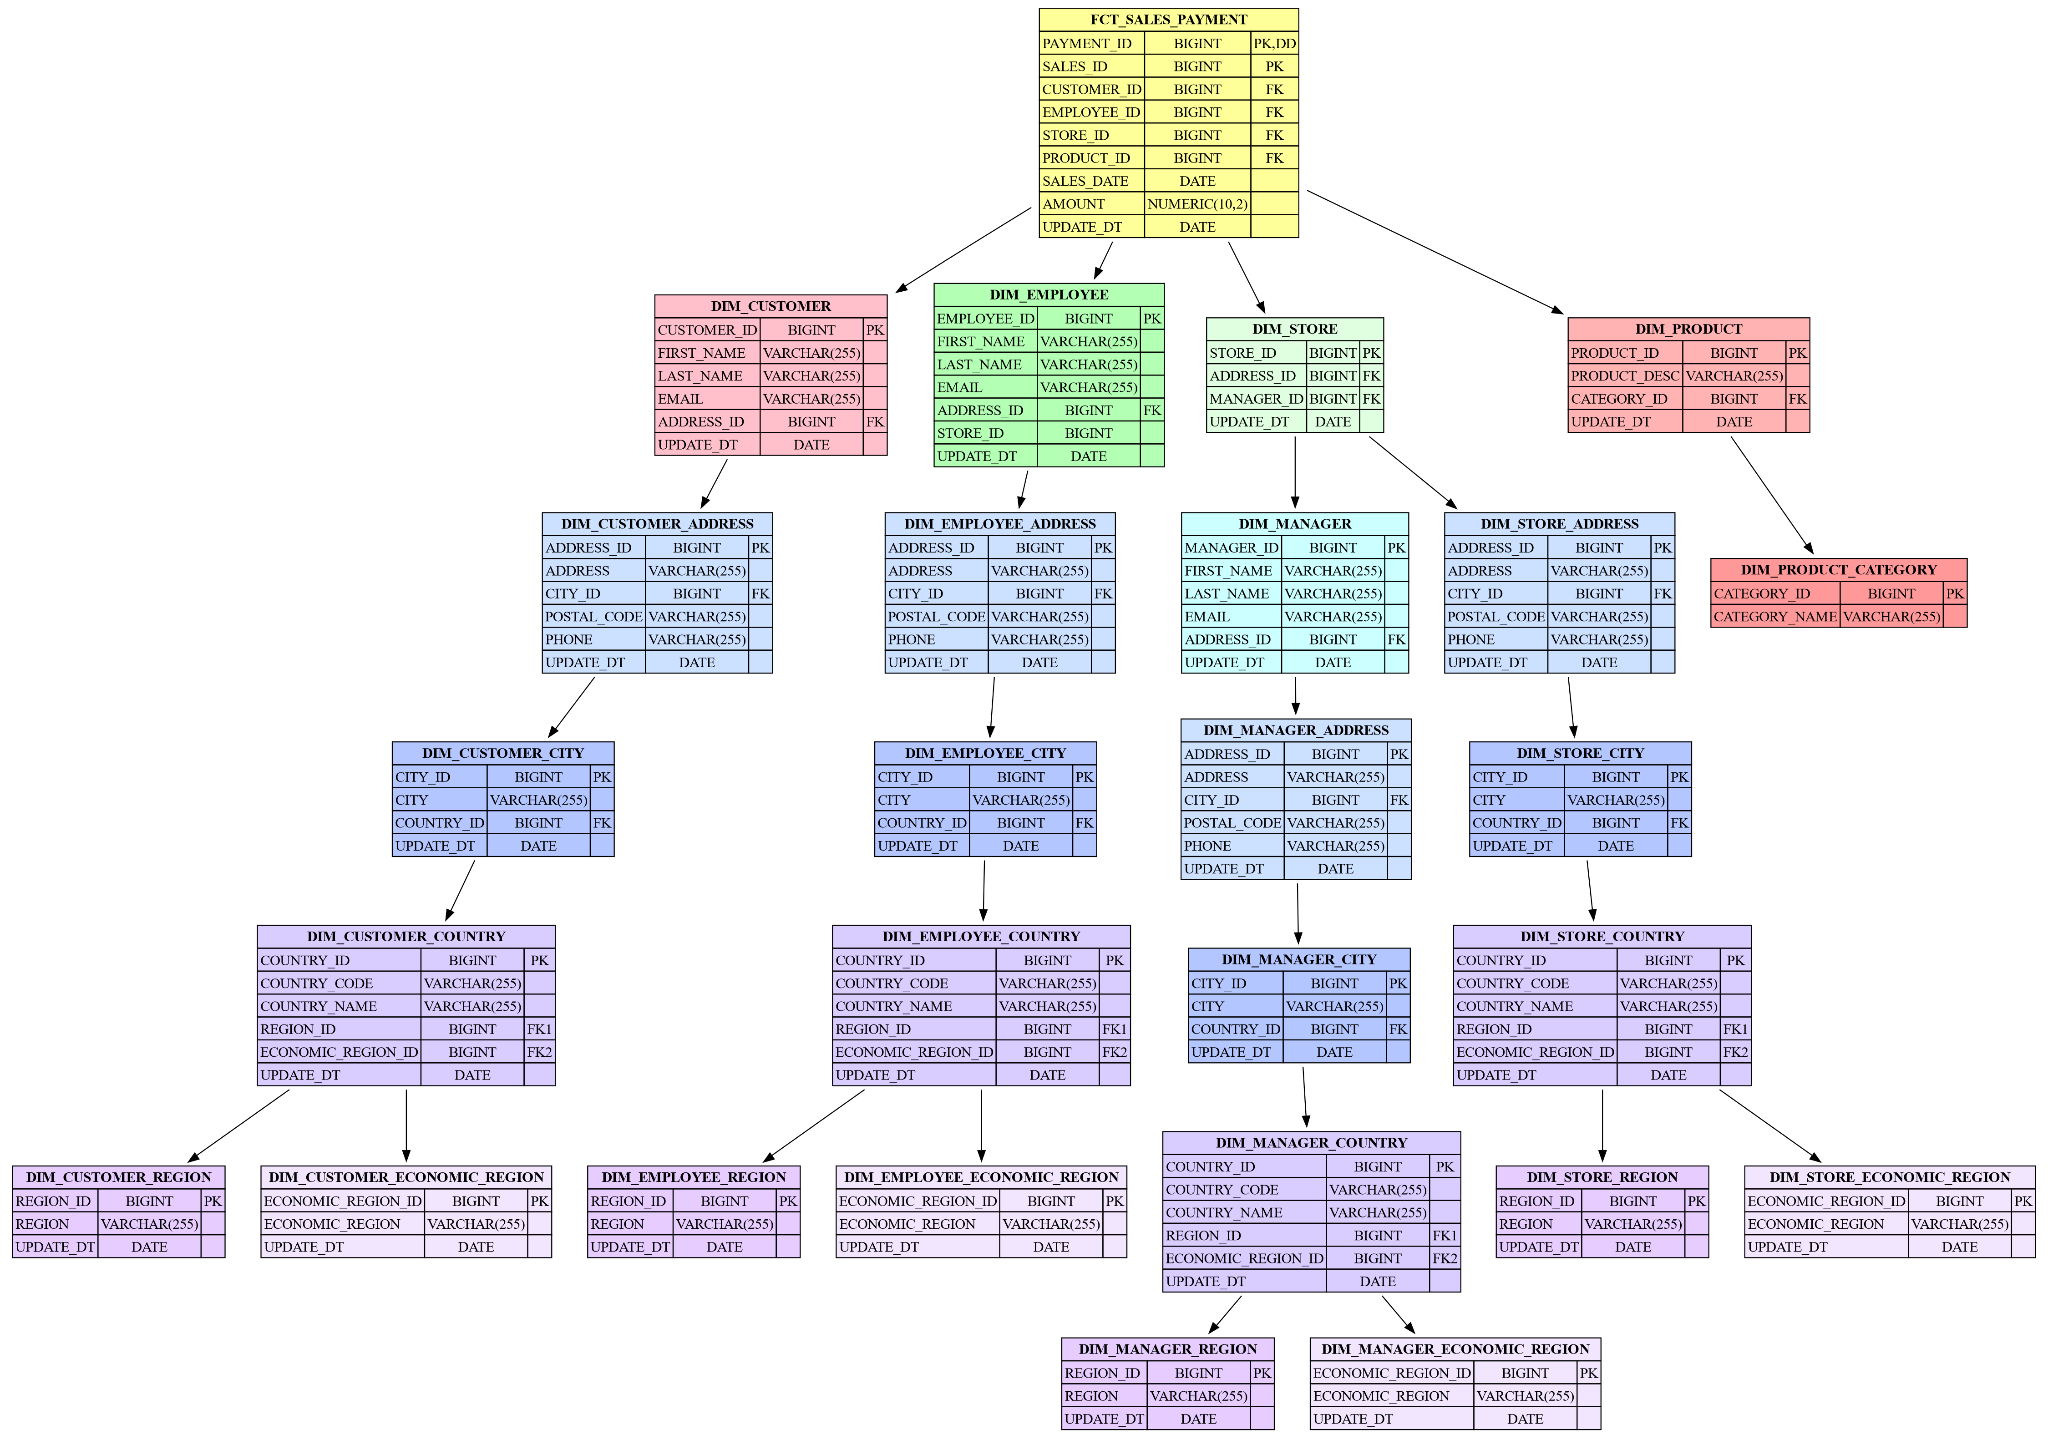 FCT_SALES_PAYMENT
PAYMENT_ID BIGINT PK,DD
SALES_ID BIGINT PK
CUSTOMER_ID BIGINT FK
EMPLOYEE_ID BIGINT FK
STORE_ID BIGINT FK
PRODUCT_ID BIGINT FK
SALES_DATE DATE
AMOUNT NUMERIC(10,2)
UPDATE_DT DATE
DIM_CUSTOMER
CUSTOMER_ID BIGINT PK
FIRST_NAME VARCHAR(255)
LAST_NAME VARCHAR(255)
EMAIL VARCHAR(255)
ADDRESS_ID BIGINT FK
UPDATE_DT DATE
DIM_EMPLOYEE
EMPLOYEE_ID BIGINT PK
FIRST_NAME VARCHAR(255)
LAST_NAME VARCHAR(255)
EMAIL VARCHAR(255)
ADDRESS_ID BIGINT FK
STORE_ID BIGINT
UPDATE_DT DATE
DIM_STORE
STORE_ID BIGINT PK
ADDRESS_ID BIGINT FK
MANAGER_ID BIGINT FK
UPDATE_DT DATE
DIM_PRODUCT
PRODUCT_ID BIGINT PK
PRODUCT_DESC VARCHAR(255)
CATEGORY_ID BIGINT FK
UPDATE_DT DATE
DIM_CUSTOMER_ADDRESS
ADDRESS_ID BIGINT PK
ADDRESS VARCHAR(255)
CITY_ID BIGINT FK
POSTAL_CODE VARCHAR(255)
PHONE VARCHAR(255)
UPDATE_DT DATE
DIM_EMPLOYEE_ADDRESS
ADDRESS_ID BIGINT PK
ADDRESS VARCHAR(255)
CITY_ID BIGINT FK
POSTAL_CODE VARCHAR(255)
PHONE VARCHAR(255)
UPDATE_DT DATE
DIM_MANAGER
MANAGER_ID BIGINT PK
FIRST_NAME VARCHAR(255)
LAST_NAME VARCHAR(255)
EMAIL VARCHAR(255)
ADDRESS_ID BIGINT FK
UPDATE_DT DATE
DIM_STORE_ADDRESS
ADDRESS_ID BIGINT PK
ADDRESS VARCHAR(255)
CITY_ID BIGINT FK
POSTAL_CODE VARCHAR(255)
PHONE VARCHAR(255)
UPDATE_DT DATE
DIM_PRODUCT_CATEGORY
CATEGORY_ID BIGINT PK
CATEGORY_NAME VARCHAR(255)
DIM_CUSTOMER_CITY
CITY_ID BIGINT PK
CITY VARCHAR(255)
COUNTRY_ID BIGINT FK
UPDATE_DT DATE
DIM_EMPLOYEE_CITY
CITY_ID BIGINT PK
CITY VARCHAR(255)
COUNTRY_ID BIGINT FK
UPDATE_DT DATE
DIM_MANAGER_ADDRESS
ADDRESS_ID BIGINT PK
ADDRESS VARCHAR(255)
CITY_ID BIGINT FK
POSTAL_CODE VARCHAR(255)
PHONE VARCHAR(255)
UPDATE_DT DATE
DIM_STORE_CITY
CITY_ID BIGINT PK
CITY VARCHAR(255)
COUNTRY_ID BIGINT FK
UPDATE_DT DATE
DIM_CUSTOMER_COUNTRY
COUNTRY_ID BIGINT PK
COUNTRY_CODE VARCHAR(255)
COUNTRY_NAME VARCHAR(255)
REGION_ID BIGINT FK1
ECONOMIC_REGION_ID BIGINT FK2
UPDATE_DT DATE
DIM_EMPLOYEE_COUNTRY
COUNTRY_ID BIGINT PK
COUNTRY_CODE VARCHAR(255)
COUNTRY_NAME VARCHAR(255)
REGION_ID BIGINT FK1
ECONOMIC_REGION_ID BIGINT FK2
UPDATE_DT DATE
DIM_MANAGER_CITY
CITY_ID BIGINT PK
CITY VARCHAR(255)
COUNTRY_ID BIGINT FK
UPDATE_DT DATE
DIM_STORE_COUNTRY
COUNTRY_ID BIGINT PK
COUNTRY_CODE VARCHAR(255)
COUNTRY_NAME VARCHAR(255)
REGION_ID BIGINT FK1
ECONOMIC_REGION_ID BIGINT FK2
UPDATE_DT DATE
DIM_CUSTOMER_REGION
REGION_ID BIGINT PK
REGION VARCHAR(255)
UPDATE_DT DATE
DIM_CUSTOMER_ECONOMIC_REGION
ECONOMIC_REGION_ID BIGINT PK
ECONOMIC_REGION VARCHAR(255)
UPDATE_DT DATE
DIM_EMPLOYEE_REGION
REGION_ID BIGINT PK
REGION VARCHAR(255)
UPDATE_DT DATE
DIM_EMPLOYEE_ECONOMIC_REGION
ECONOMIC_REGION_ID BIGINT PK
ECONOMIC_REGION VARCHAR(255)
UPDATE_DT DATE
DIM_MANAGER_COUNTRY
COUNTRY_ID BIGINT PK
COUNTRY_CODE VARCHAR(255)
COUNTRY_NAME VARCHAR(255)
REGION_ID BIGINT FK1
ECONOMIC_REGION_ID BIGINT FK2
UPDATE_DT DATE
DIM_STORE_REGION
REGION_ID BIGINT PK
REGION VARCHAR(255)
UPDATE_DT DATE
DIM_STORE_ECONOMIC_REGION
ECONOMIC_REGION_ID BIGINT PK
ECONOMIC_REGION VARCHAR(255)
UPDATE_DT DATE
DIM_MANAGER_REGION
REGION_ID BIGINT PK
REGION VARCHAR(255)
UPDATE_DT DATE
DIM_MANAGER_ECONOMIC_REGION
ECONOMIC_REGION_ID BIGINT PK
ECONOMIC_REGION VARCHAR(255)
UPDATE_DT DATE